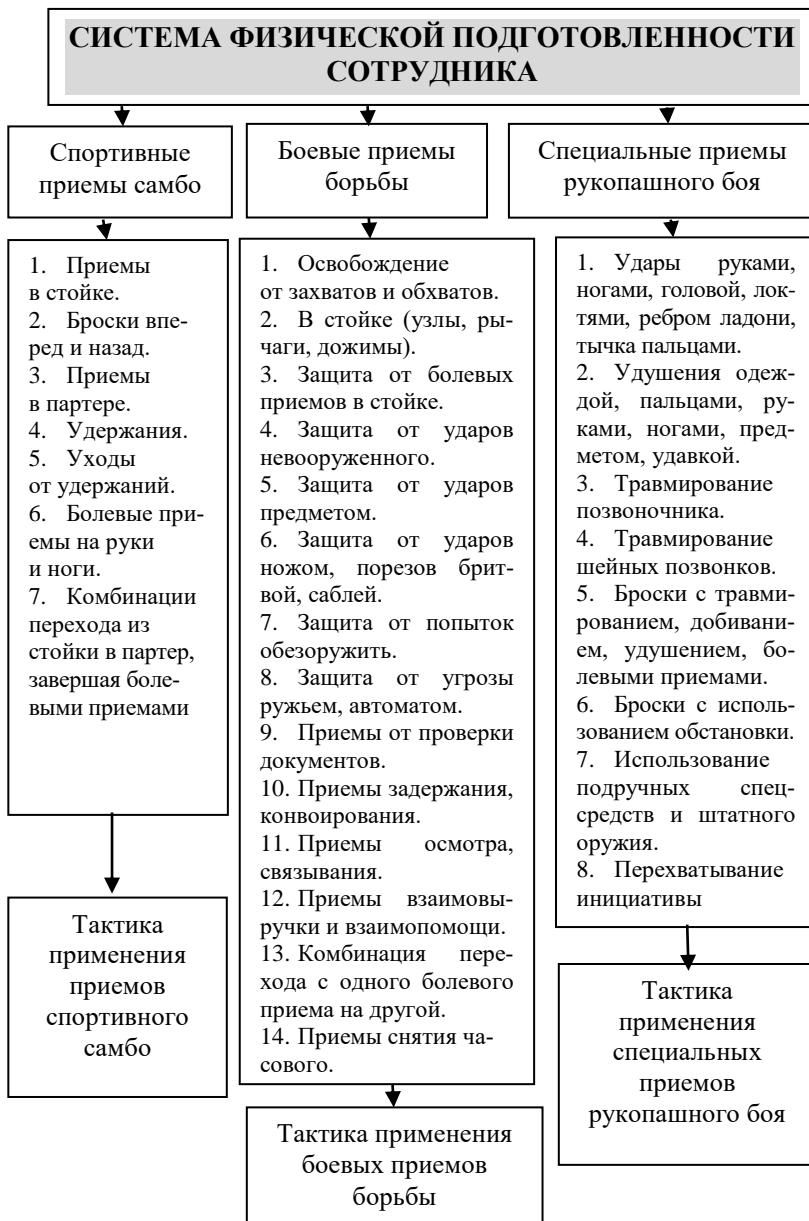 СИСТЕМА ФИЗИЧЕСКОЙ ПОДГОТОВЛЕННОСТИ
СОТРУДНИКА
Спортивные
приемы самбо
Боевые приемы
борьбы
Специальные приемы
рукопашного боя
1. Приемы
в стойке.
2. Броски впе-
ред и назад.
3. Приемы
в партере.
4. Удержания.
5. Уходы
от удержаний.
6. Болевые при-
емы на руки
и ноги.
7. Комбинации
перехода из
стойки в партер,
завершая боле-
выми приемами
1. Освобождение
от захватов и обхватов.
2. В стойке (узлы, ры-
чаги, дожимы).
3. Защита от болевых
приемов в стойке.
4. Защита от ударов
невооруженного.
5. Защита от ударов
предметом.
6. Защита от ударов
ножом, порезов брит-
вой, саблей.
7. Защита от попыток
обезоружить.
8. Защита от угрозы
ружьем, автоматом.
9. Приемы от проверки
документов.
10. Приемы задержания,
конвоирования.
11. Приемы осмотра,
связывания.
12. Приемы взаимовы-
ручки и взаимопомощи.
13. Комбинация пере-
хода с одного болевого
приема на другой.
14. Приемы снятия ча-
сового.
1. Удары руками,
ногами, головой, лок-
тями, ребром ладони,
тычка пальцами.
2. Удушения одеж-
дой, пальцами, ру-
ками, ногами, пред-
метом, удавкой.
3. Травмирование
позвоночника.
4. Травмирование
шейных позвонков.
5. Броски с травми-
рованием, добивани-
ем, удушением, бо-
левыми приемами.
6. Броски с исполь-
зованием обстановки.
7. Использование
подручных спец-
средств и штатного
оружия.
8. Перехватывание
инициативы
Тактика
применения
приемов
спортивного
самбо
Тактика применения
боевых приемов
борьбы
Тактика
применения
специальных
приемов
рукопашного боя